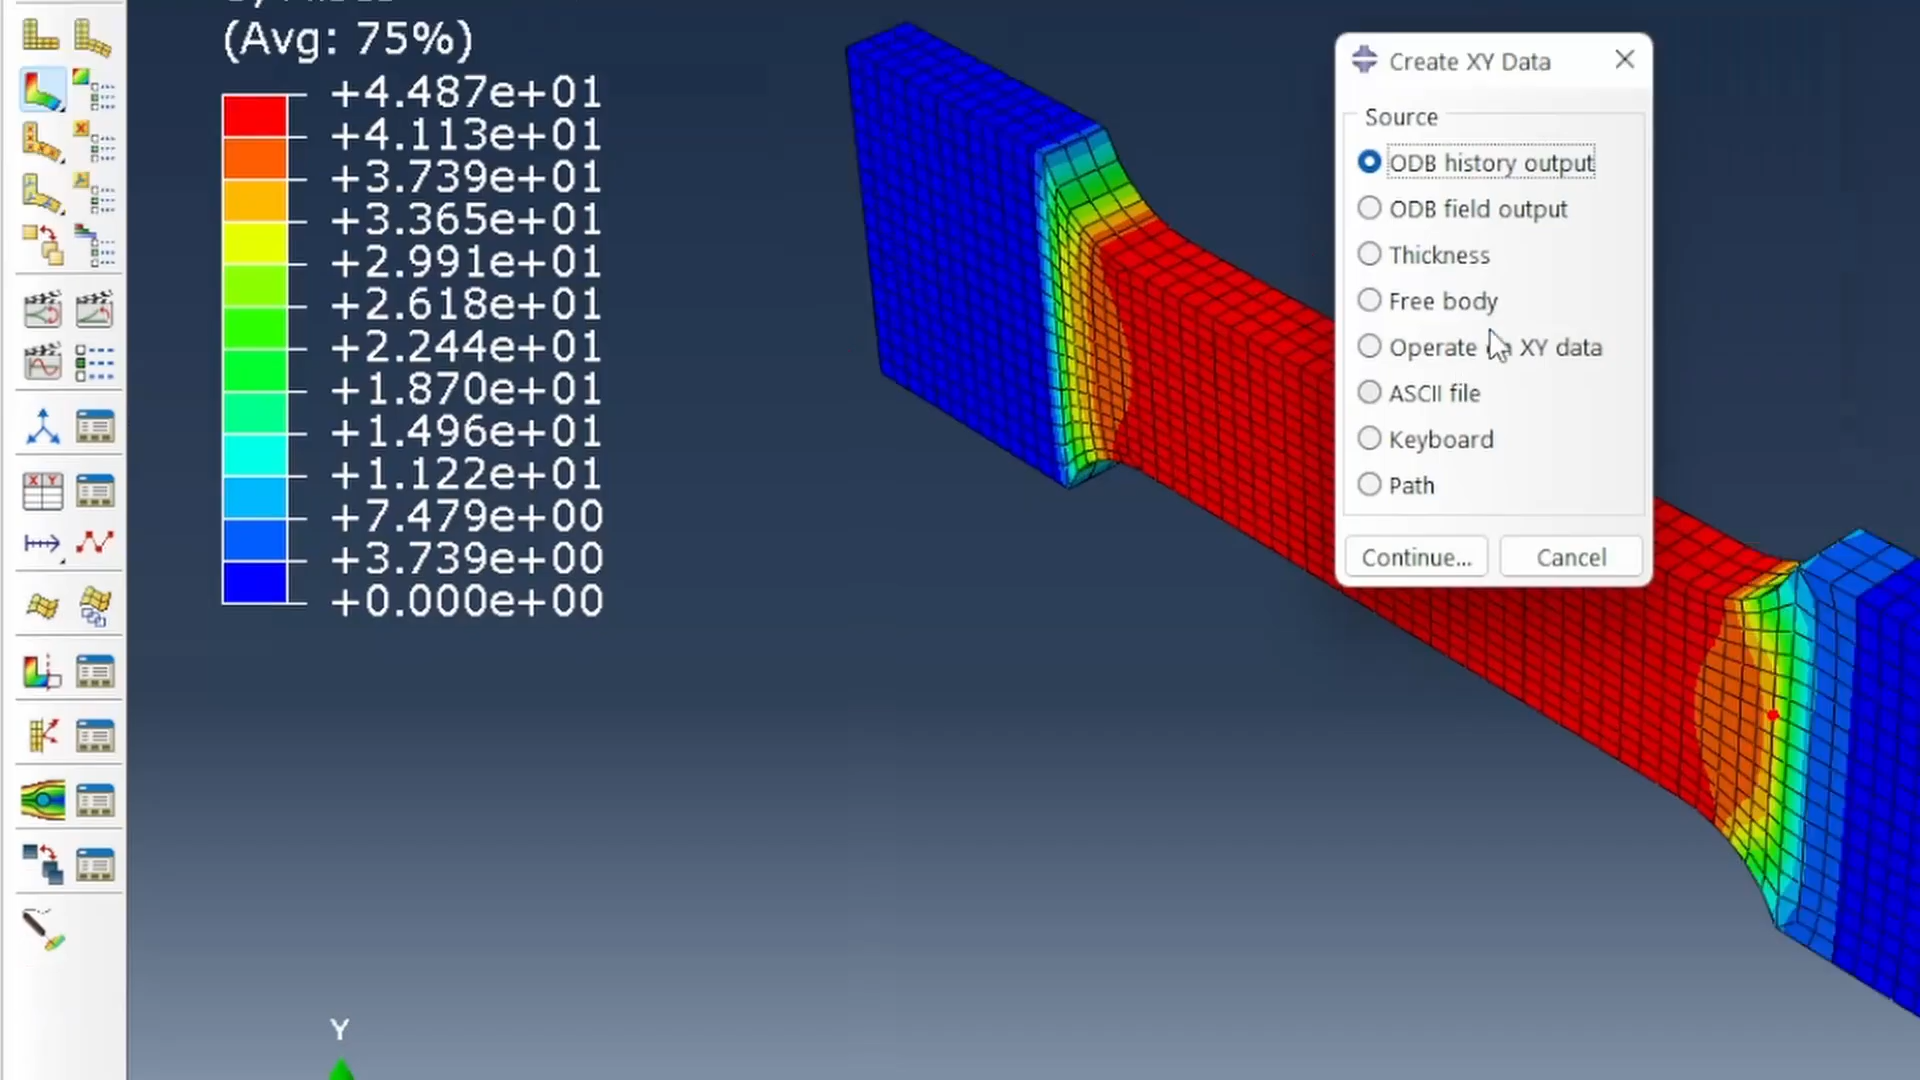 (Avg: 75%)
+4.487e+01
+4.113e+01
+3.739e+01
+3.365e+01
+2.991e+01
+2.618e+01
+2.244e+01
+1.870e+01
+1.496e+01
+1.122e+01
+7.479e+00
+3.739e+00
+0.000e+00
Create XY Data
Source
ODB history output
ODB field output
Thickness
Free body
Operate XY data
ASCII file
Keyboard
Path
Continue...
Cancel
X Y
Y